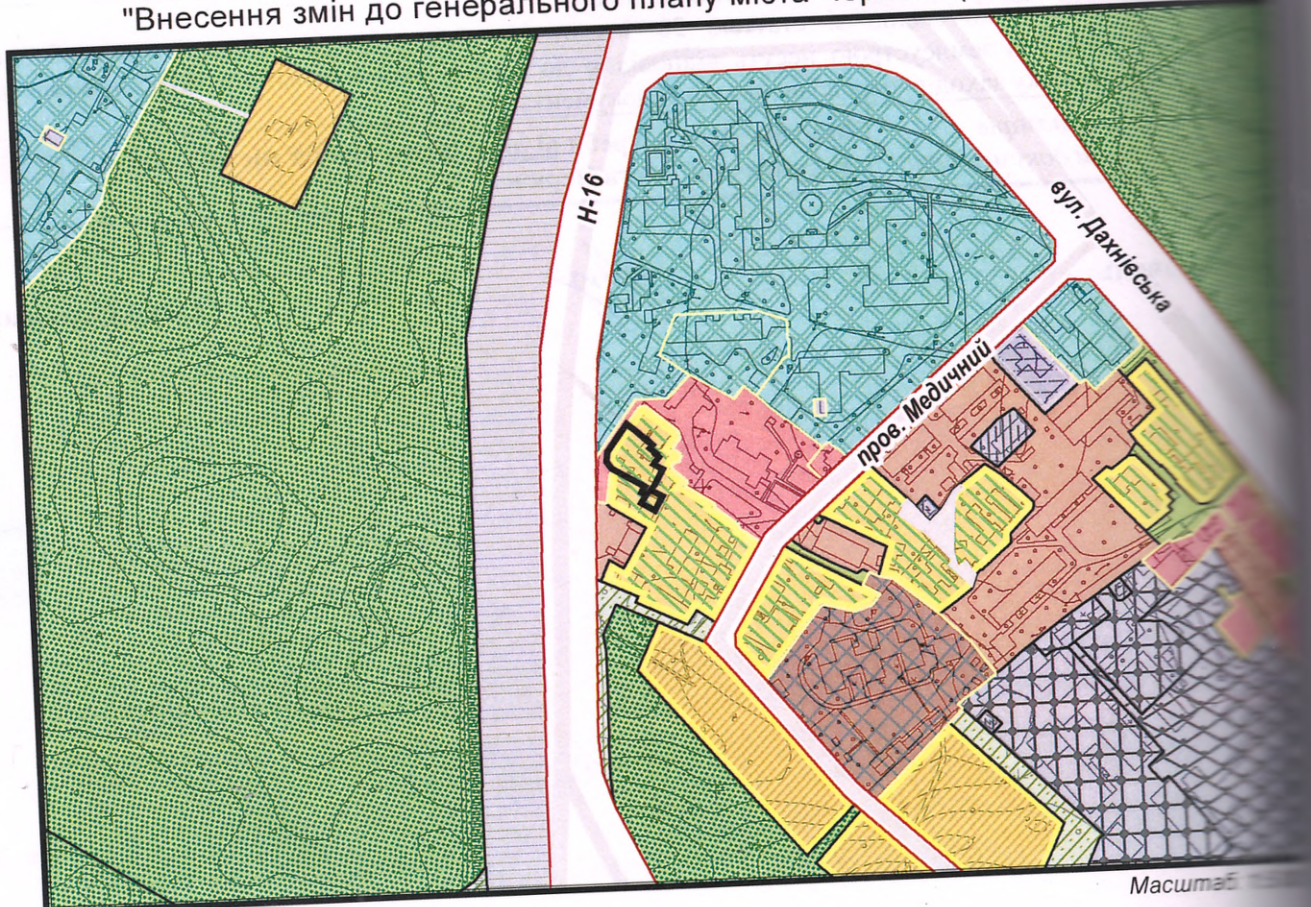 "Внесення змін до генерального плану міста
Н-16
вул. Дахнівська
пров. Медичний
Масштаб